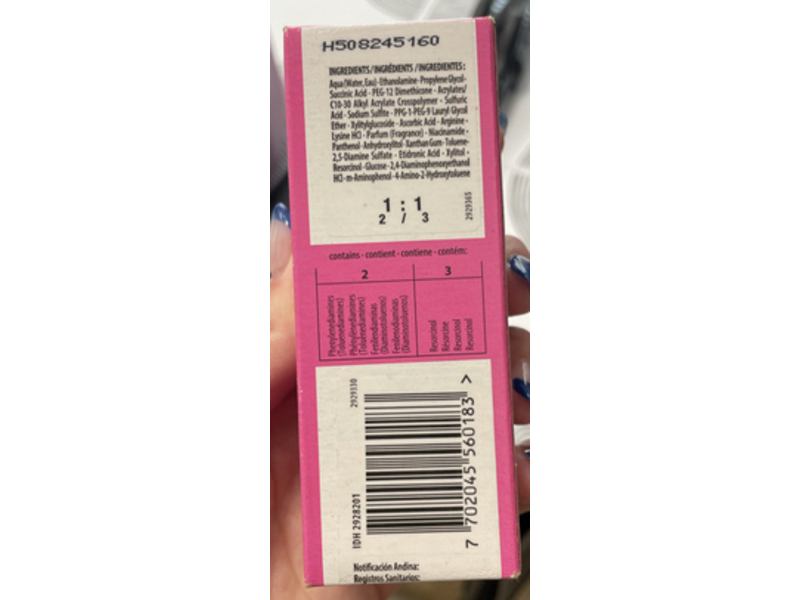 H508245160
INGREDIENTS/INGRÉDIENTS/INGREDIENTES:
Aqua (Water, Eau) · Ethanolamine · Propylene Glycol ·
Succinic Acid · PEG-12 Dimethicone · Acrylates/
C10-30 Alkyl Acrylate Crosspolymer · Sulfuric
Acid · Sodium Sulfite · PPG-1-PEG-9 Lauryl Glycol
Ether · Xylitylglucoside · Ascorbic Acid · Arginine ·
Lysine HCl · Parfum (Fragrance) · Niacinamide ·
Panthenol · Anhydroxylitol · Xanthan Gum · Toluene-
2,5-Diamine Sulfate · Etidronic Acid · Xylitol ·
Resorcinol · Glucose · 2,4-Diaminophenoxyethanol
HCl · m-Aminophenol · 4-Amino-2-Hydroxytoluene
1 : 1
2 / 3
2929365
contains · contient · contiene · contém:
2 3
Phenylenediamines
(Toluenediamines)
Phénylènediamines
(Toluènediamines)
Fenilendiaminas
(Diaminotoluenos)
Fenilenodiaminas
(Diaminotoluenos)
Resorcinol
Résorcine
Resorcinol
Resorcinol
2929330
IDH 2928201
7 702045 560183 >
Notificación Andina:
Registros Sanitarios: